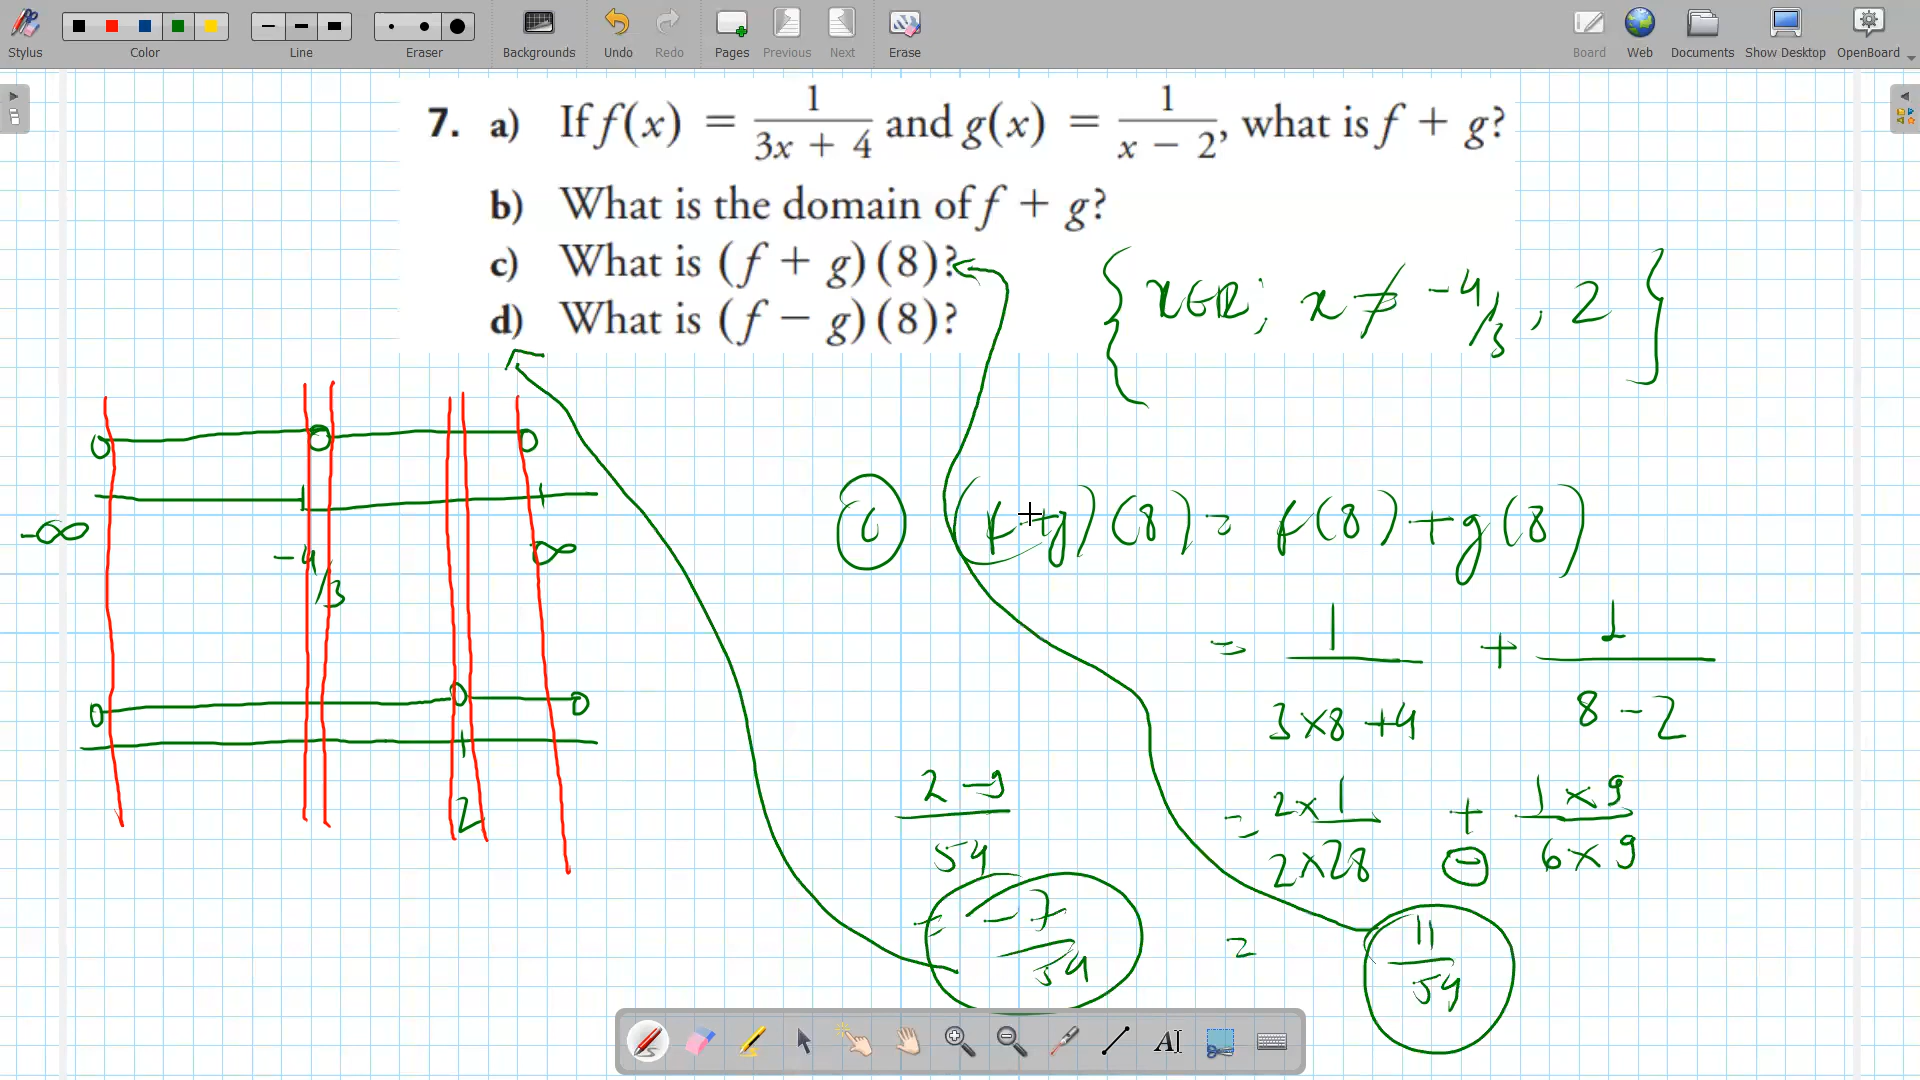 Stylus Color Line Eraser Backgrounds Undo Redo Pages Previous Next Erase Board Web Documents Show Desktop OpenBoard
7. a) If f(x) = 1/(3x + 4) and g(x) = 1/(x − 2), what is f + g?
b) What is the domain of f + g?
c) What is (f + g)(8)?
d) What is (f − g)(8)?
{ x∈R; x ≠ -4/3, 2 }
-∞ -4/3 ∞
2
c (f+g)(8) = f(8) + g(8)
= 1/(3×8+4) + 1/(8-2)
= 2×1/(2×28) + 1×9/(6×9)
−
= 11/54
2-9/54
= -7/54